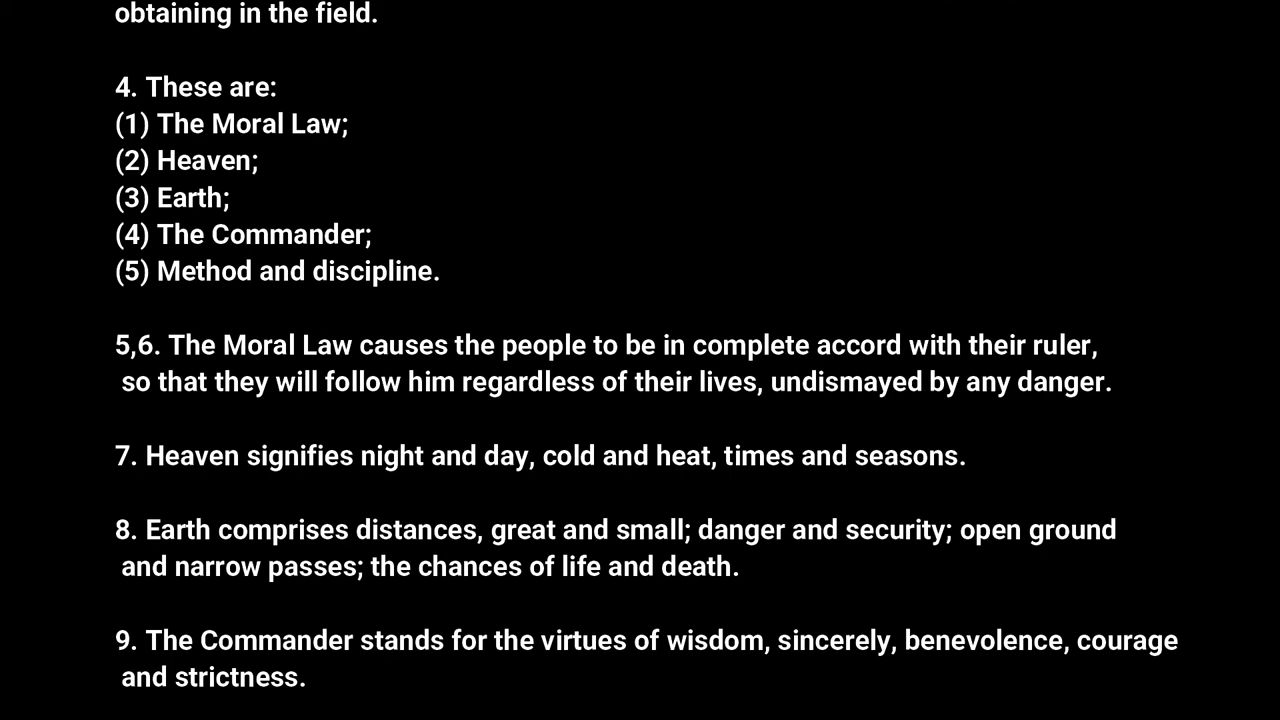 obtaining in the field.
4. These are:
(1) The Moral Law;
(2) Heaven;
(3) Earth;
(4) The Commander;
(5) Method and discipline.
5,6. The Moral Law causes the people to be in complete accord with their ruler,
so that they will follow him regardless of their lives, undismayed by any danger.
7. Heaven signifies night and day, cold and heat, times and seasons.
8. Earth comprises distances, great and small; danger and security; open ground
and narrow passes; the chances of life and death.
9. The Commander stands for the virtues of wisdom, sincerely, benevolence, courage
and strictness.